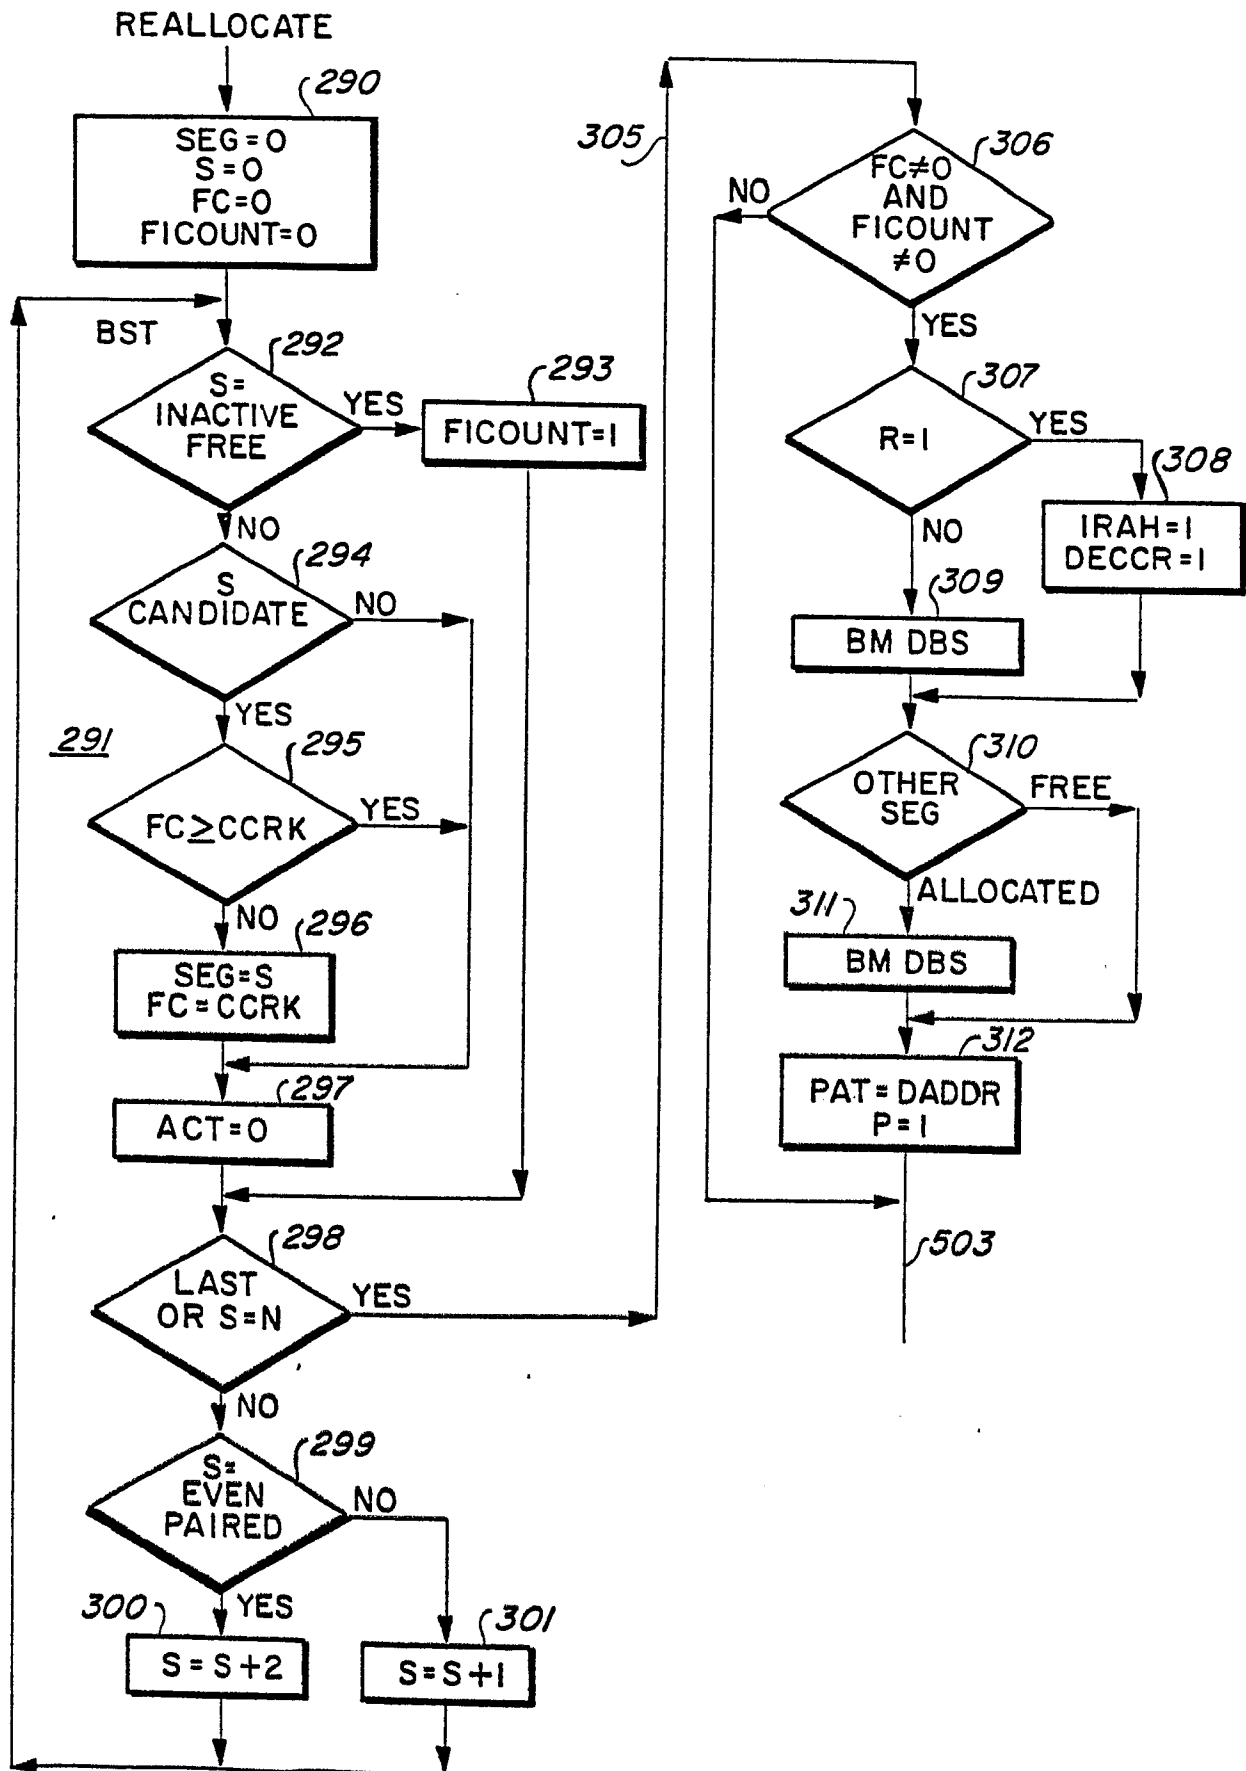 REALLOCATE
290
SEG=0
S=0
FC=0
FICOUNT=0
BST
292
S=
INACTIVE
FREE
YES
293
FICOUNT=1
NO
294
S
CANDIDATE
NO
YES
291
295
FC≥CCRK
YES
NO
296
SEG=S
FC=CCRK
297
ACT=0
298
LAST
OR S=N
YES
NO
299
S=
EVEN
PAIRED
NO
YES
300
S=S+2
301
S=S+1
305
306
FC≠0
AND
FICOUNT
≠0
NO
YES
307
R=1
YES
308
IRAH=1
DECCR=1
NO
309
BM DBS
310
OTHER
SEG
FREE
ALLOCATED
311
BM DBS
312
PAT=DADDR
P=1
503